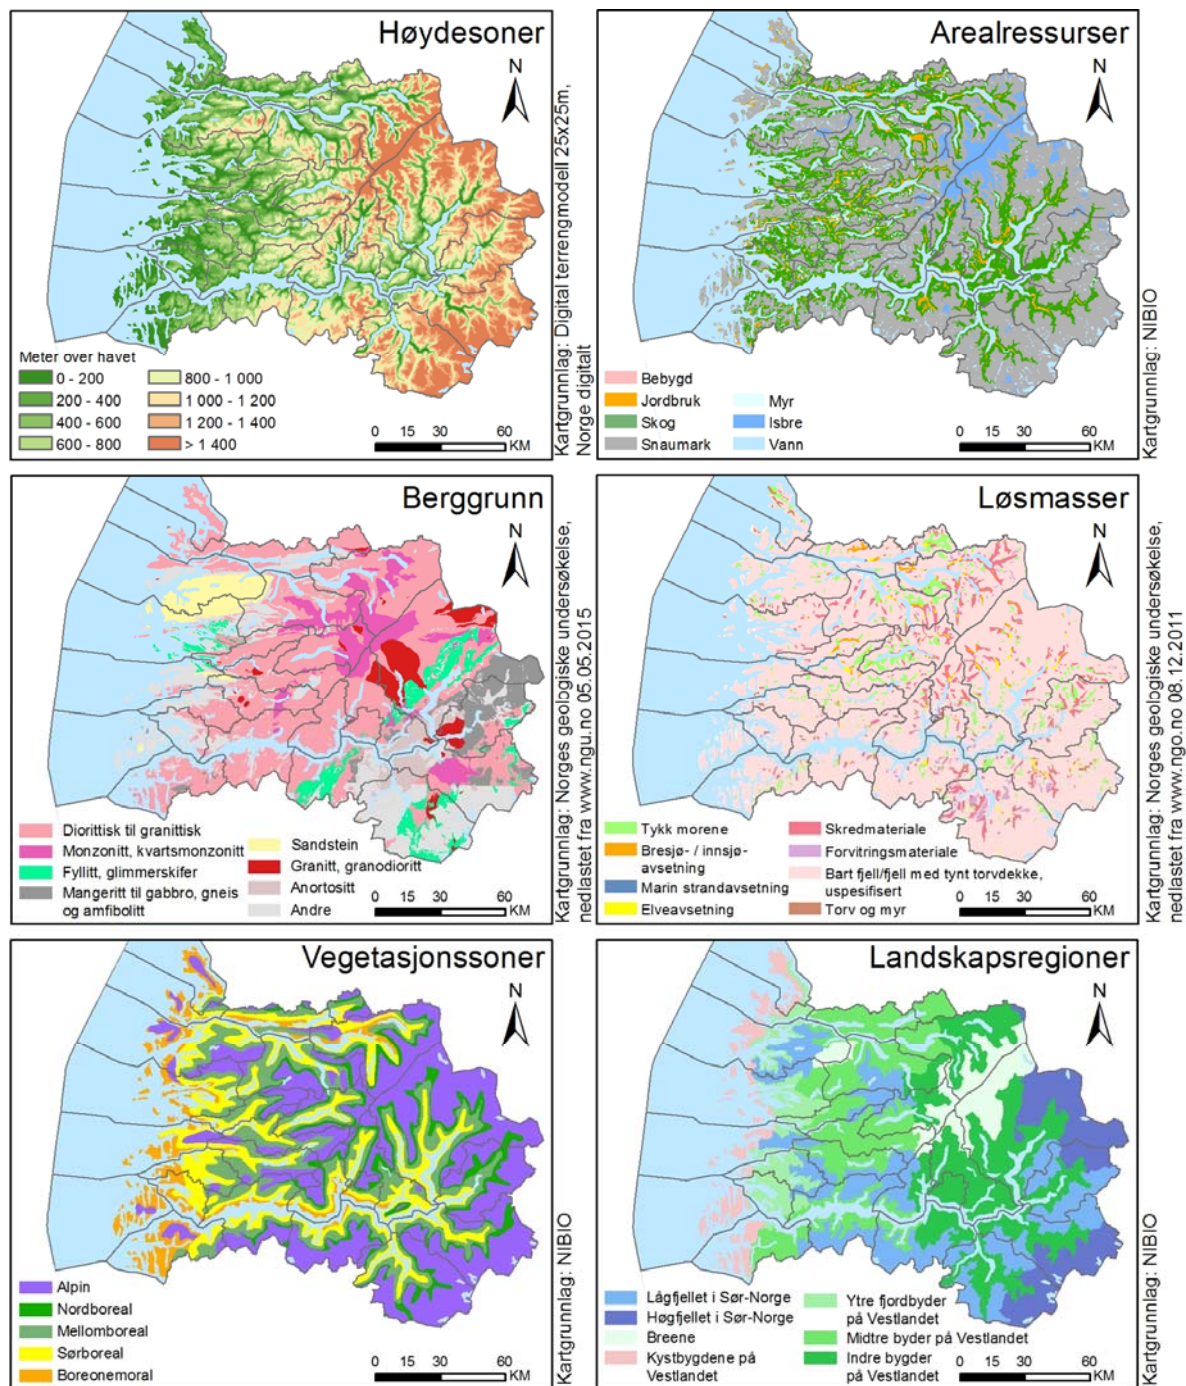 Høydesoner
N
Meter over havet
0 - 200
200 - 400
400 - 600
600 - 800
800 - 1 000
1 000 - 1 200
1 200 - 1 400
> 1 400
0 15 30 60
KM
Kartgrunnlag: Digital terrengmodell 25x25m,
Norge digitalt
Arealressurser
N
Bebygd
Jordbruk
Skog
Snaumark
Myr
Isbre
Vann
0 15 30 60
KM
Kartgrunnlag: NIBIO
Berggrunn
N
Diorittisk til granittisk
Monzonitt, kvartsmonzonitt
Fyllitt, glimmerskifer
Mangeritt til gabbro, gneis
og amfibolitt
Sandstein
Granitt, granodioritt
Anortositt
Andre
0 15 30 60
KM
Kartgrunnlag: Norges geologiske undersøkelse,
nedlastet fra www.ngu.no 05.05.2015
Løsmasser
N
Tykk morene
Bresjø- / innsjø-
avsetning
Marin strandavsetning
Elveavsetning
Skredmateriale
Forvitringsmateriale
Bart fjell/fjell med tynt torvdekke,
uspesifisert
Torv og myr
0 15 30 60
KM
Kartgrunnlag: Norges geologiske undersøkelse,
nedlastet fra www.ngo.no 08.12.2011
Vegetasjonssoner
N
Alpin
Nordboreal
Mellomboreal
Sørboreal
Boreonemoral
0 15 30 60
KM
Kartgrunnlag: NIBIO
Landskapsregioner
N
Lågfjellet i Sør-Norge
Høgfjellet i Sør-Norge
Breene
Kystbygdene på
Vestlandet
Ytre fjordbyder
på Vestlandet
Midtre byder på Vestlandet
Indre bygder
på Vestlandet
0 15 30 60
KM
Kartgrunnlag: NIBIO